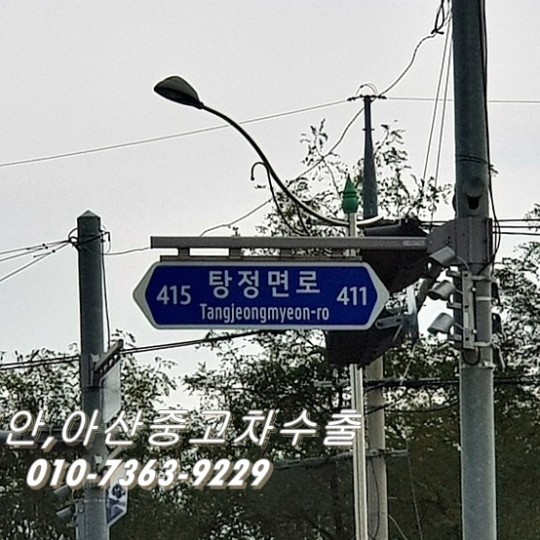 415 탕정면로 411
Tangjeongmyeon-ro
안,아산중고차수출
010-7363-9229